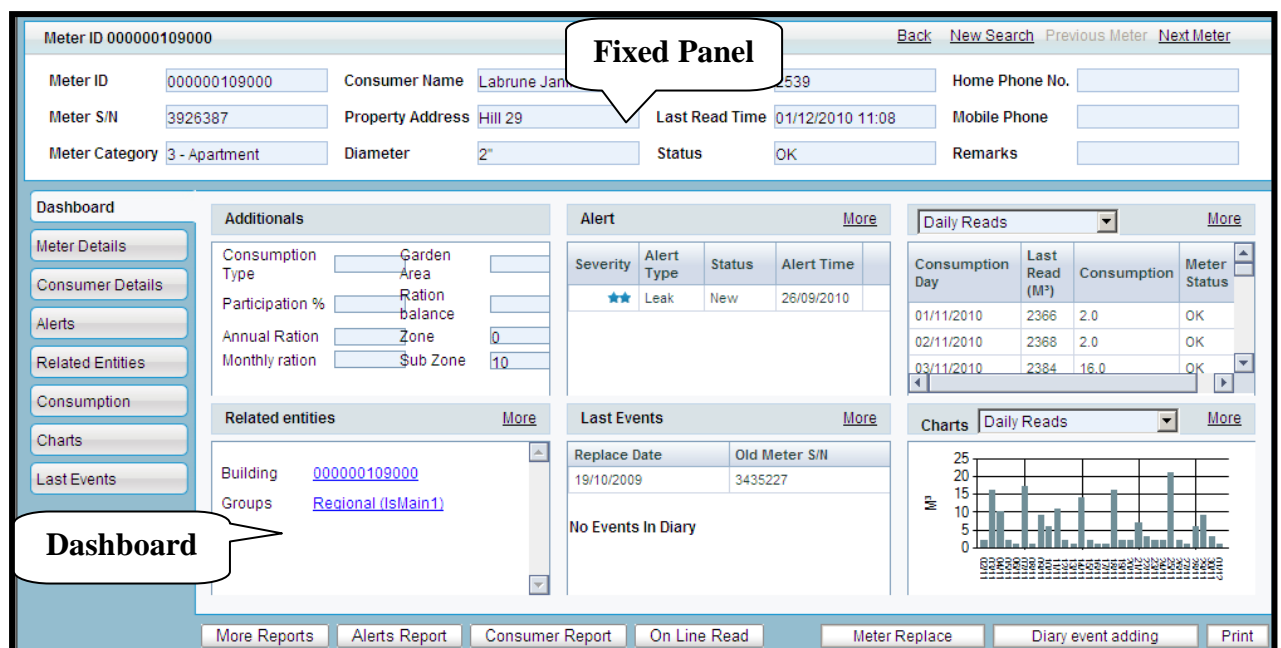 Meter ID 000000109000
Back New Search Previous Meter Next Meter
Fixed Panel
Meter ID 000000109000 Consumer Name Labrune Jan 2539 Home Phone No.
Meter S/N 3926387 Property Address Hill 29 Last Read Time 01/12/2010 11:08 Mobile Phone
Meter Category 3 - Apartment Diameter 2" Status OK Remarks
Dashboard
Meter Details
Consumer Details
Alerts
Related Entities
Consumption
Charts
Last Events
Additionals
Consumption Type Garden Area
Participation % Ration balance
Annual Ration Zone 0
Monthly ration Sub Zone 10
Alert More
Severity Alert Type Status Alert Time
Leak New 26/09/2010
Daily Reads More
Consumption Day Last Read (M³) Consumption Meter Status
01/11/2010 2366 2.0 OK
02/11/2010 2368 2.0 OK
03/11/2010 2384 16.0 OK
Related entities More
Building 000000109000
Groups Regional (IsMain1)
Dashboard
Last Events More
Replace Date Old Meter S/N
19/10/2009 3435227
No Events In Diary
Charts Daily Reads More
M³
25
20
15
10
5
0
More Reports Alerts Report Consumer Report On Line Read Meter Replace Diary event adding Print